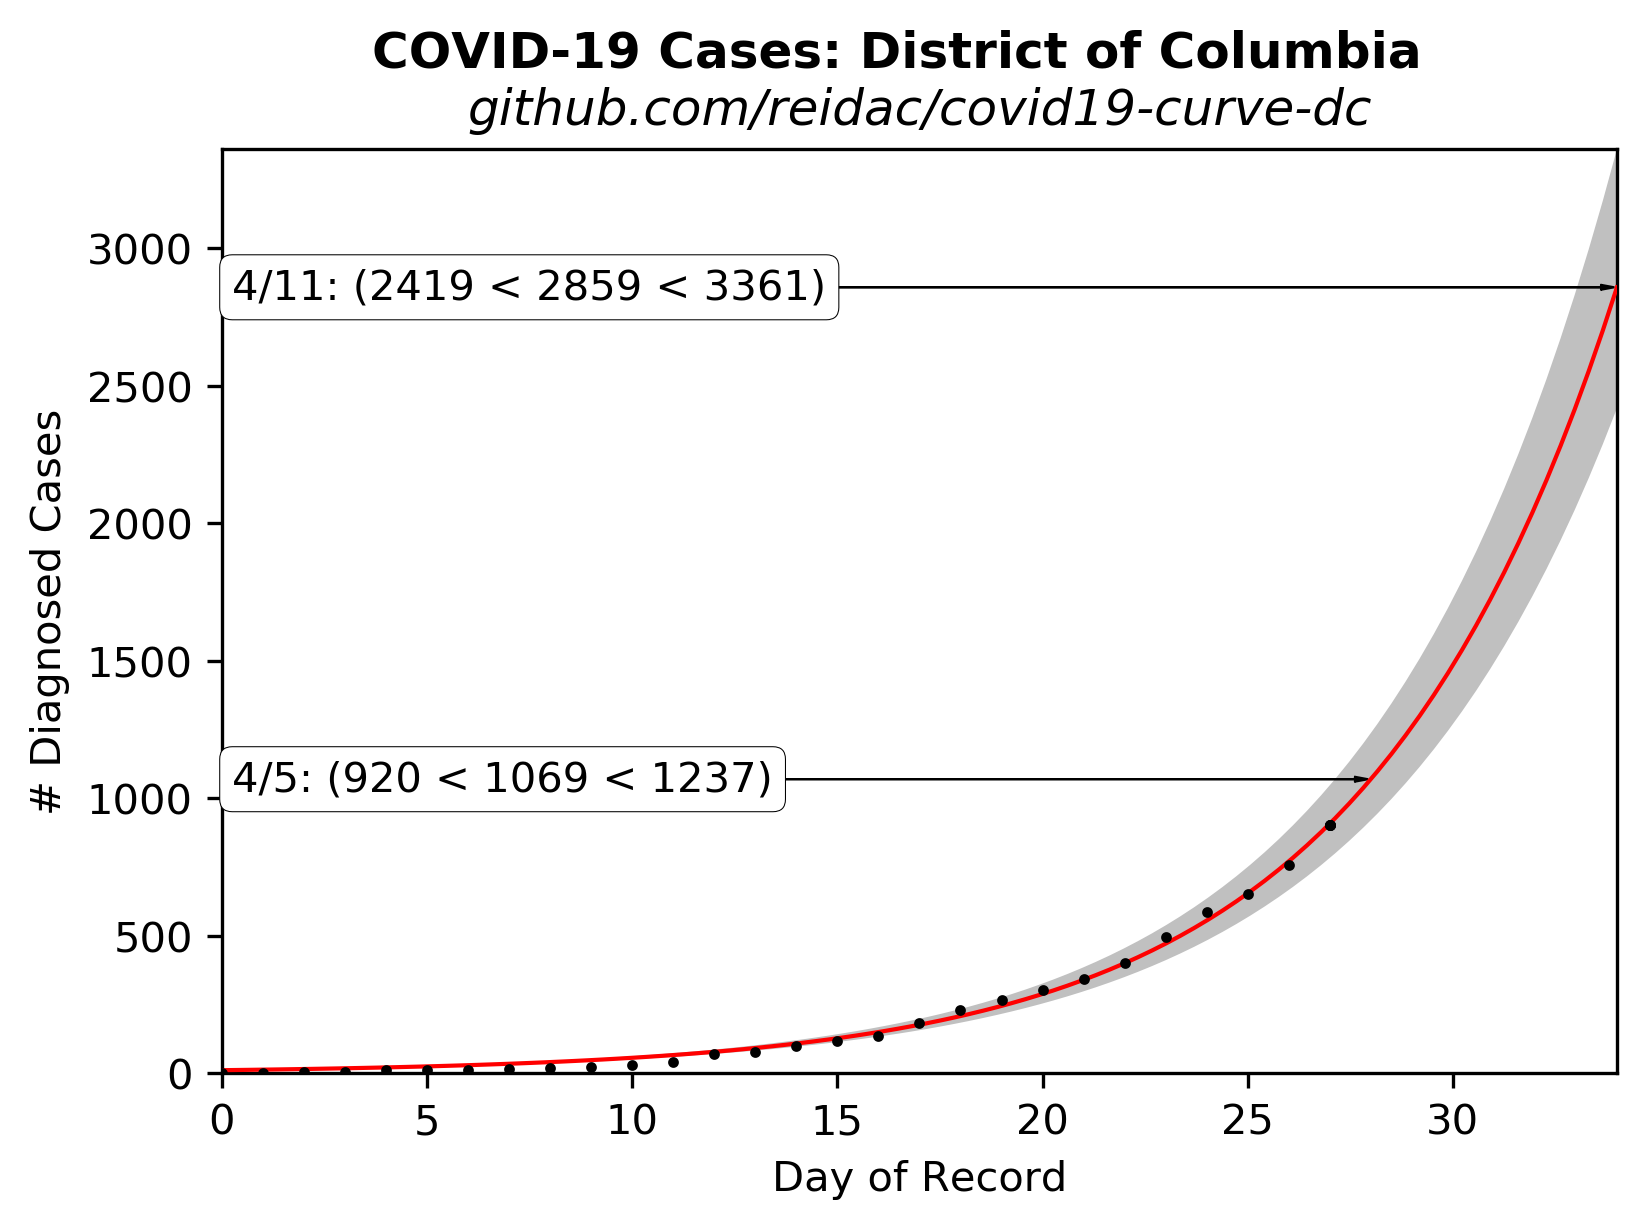 COVID-19 Cases: District of Columbia
github.com/reidac/covid19-curve-dc
# Diagnosed Cases
3000
2500
2000
1500
1000
500
0
4/11: (2419 < 2859 < 3361)
4/5: (920 < 1069 < 1237)
0 5 10 15 20 25 30
Day of Record